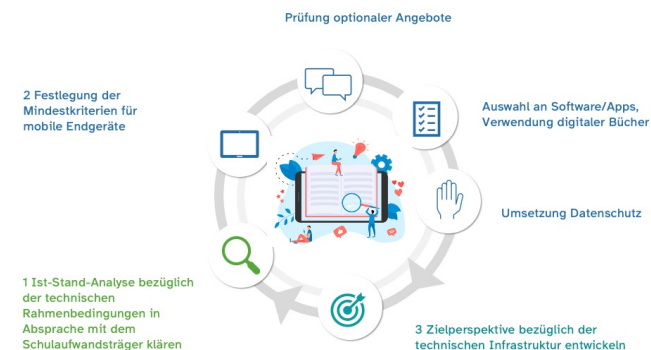 Prüfung optionaler Angebote
2 Festlegung der
Mindestkriterien für
mobile Endgeräte
Auswahl an Software/Apps,
Verwendung digitaler Bücher
Umsetzung Datenschutz
1 Ist-Stand-Analyse bezüglich
der technischen
Rahmenbedingungen in
Absprache mit dem
Schulaufwandsträger klären
3 Zielperspektive bezüglich der
technischen Infrastruktur entwickeln